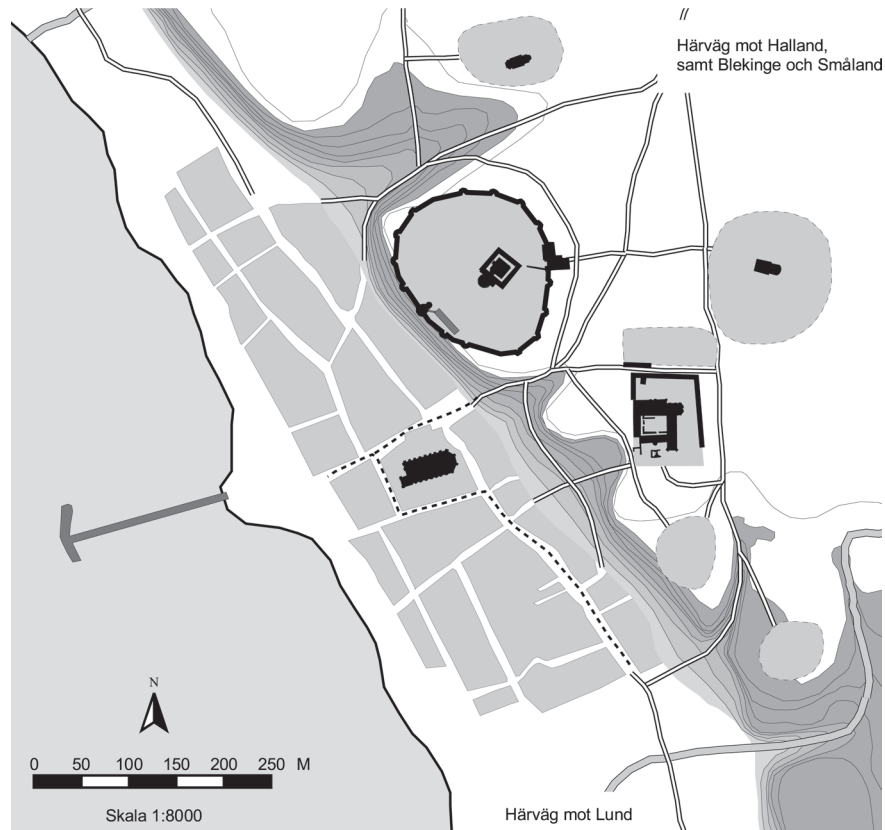 Härväg mot Halland,
samt Blekinge och Småland
N
0 50 100 150 200 250 M
Skala 1:8000
Härväg mot Lund